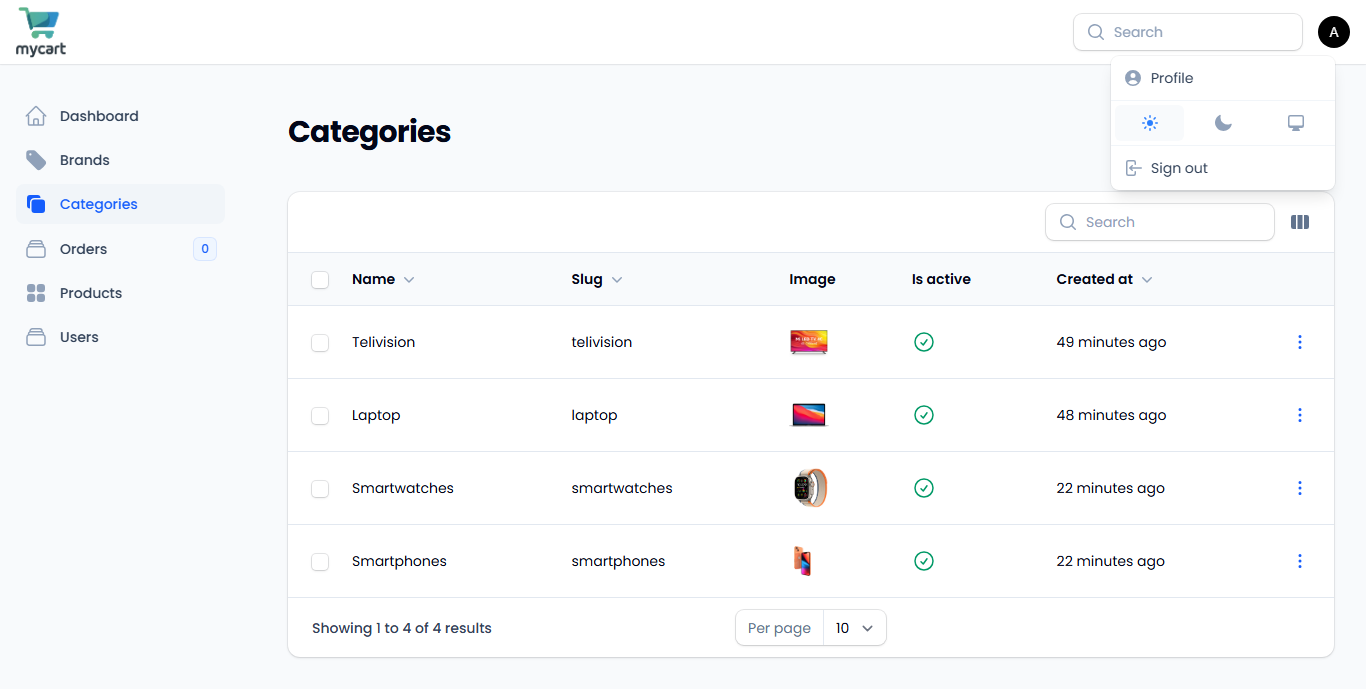 mycart
Search
A
Profile
Sign out
Dashboard
Brands
Categories
Orders 0
Products
Users
Categories
Search
Name Slug Image Is active Created at
Telivision telivision 49 minutes ago
Laptop laptop 48 minutes ago
Smartwatches smartwatches 22 minutes ago
Smartphones smartphones 22 minutes ago
Showing 1 to 4 of 4 results
Per page 10